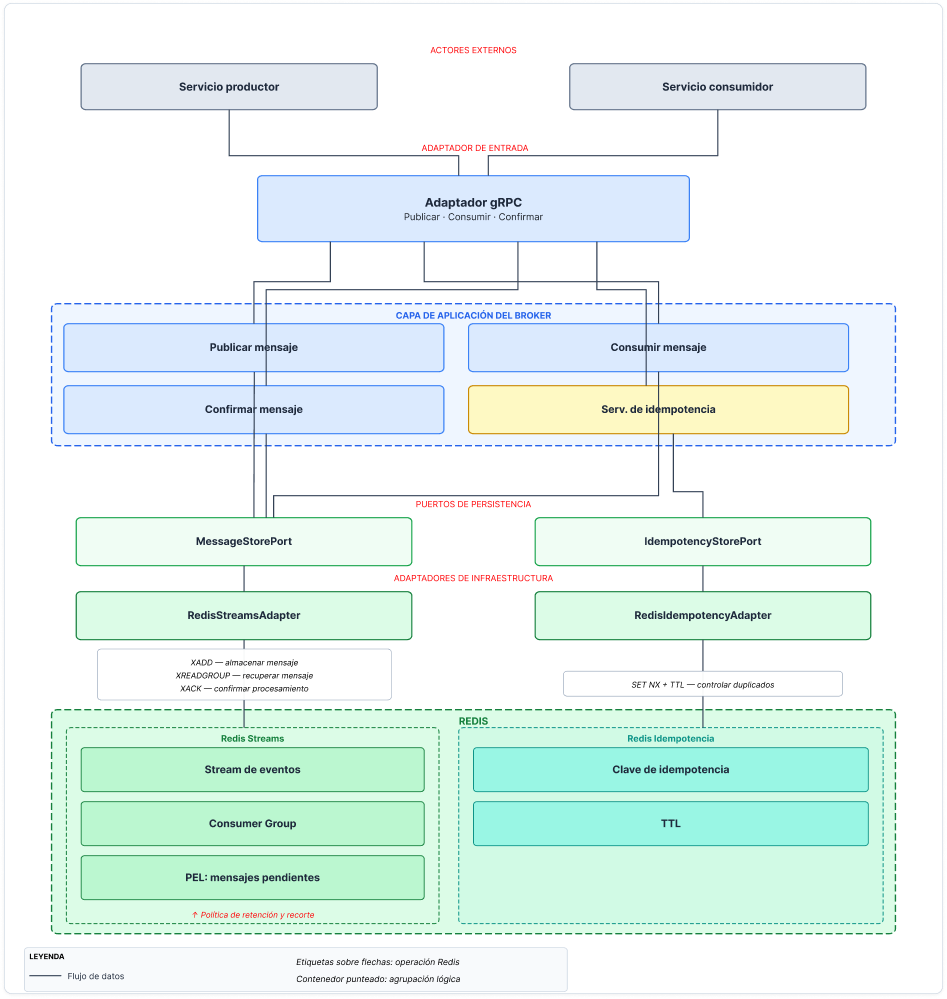 ACTORES EXTERNOS
Servicio productor
Servicio consumidor
ADAPTADOR DE ENTRADA
Adaptador gRPC
Publicar · Consumir · Confirmar
CAPA DE APLICACIÓN DEL BROKER
Publicar mensaje
Consumir mensaje
Confirmar mensaje
Serv. de idempotencia
PUERTOS DE PERSISTENCIA
MessageStorePort
IdempotencyStorePort
ADAPTADORES DE INFRAESTRUCTURA
RedisStreamsAdapter
RedisIdempotencyAdapter
XADD — almacenar mensaje
XREADGROUP — recuperar mensaje
XACK — confirmar procesamiento
SET NX + TTL — controlar duplicados
REDIS
Redis Streams
Redis Idempotencia
Stream de eventos
Clave de idempotencia
Consumer Group
TTL
PEL: mensajes pendientes
↑ Política de retención y recorte
LEYENDA
Flujo de datos
Etiquetas sobre flechas: operación Redis
Contenedor punteado: agrupación lógica